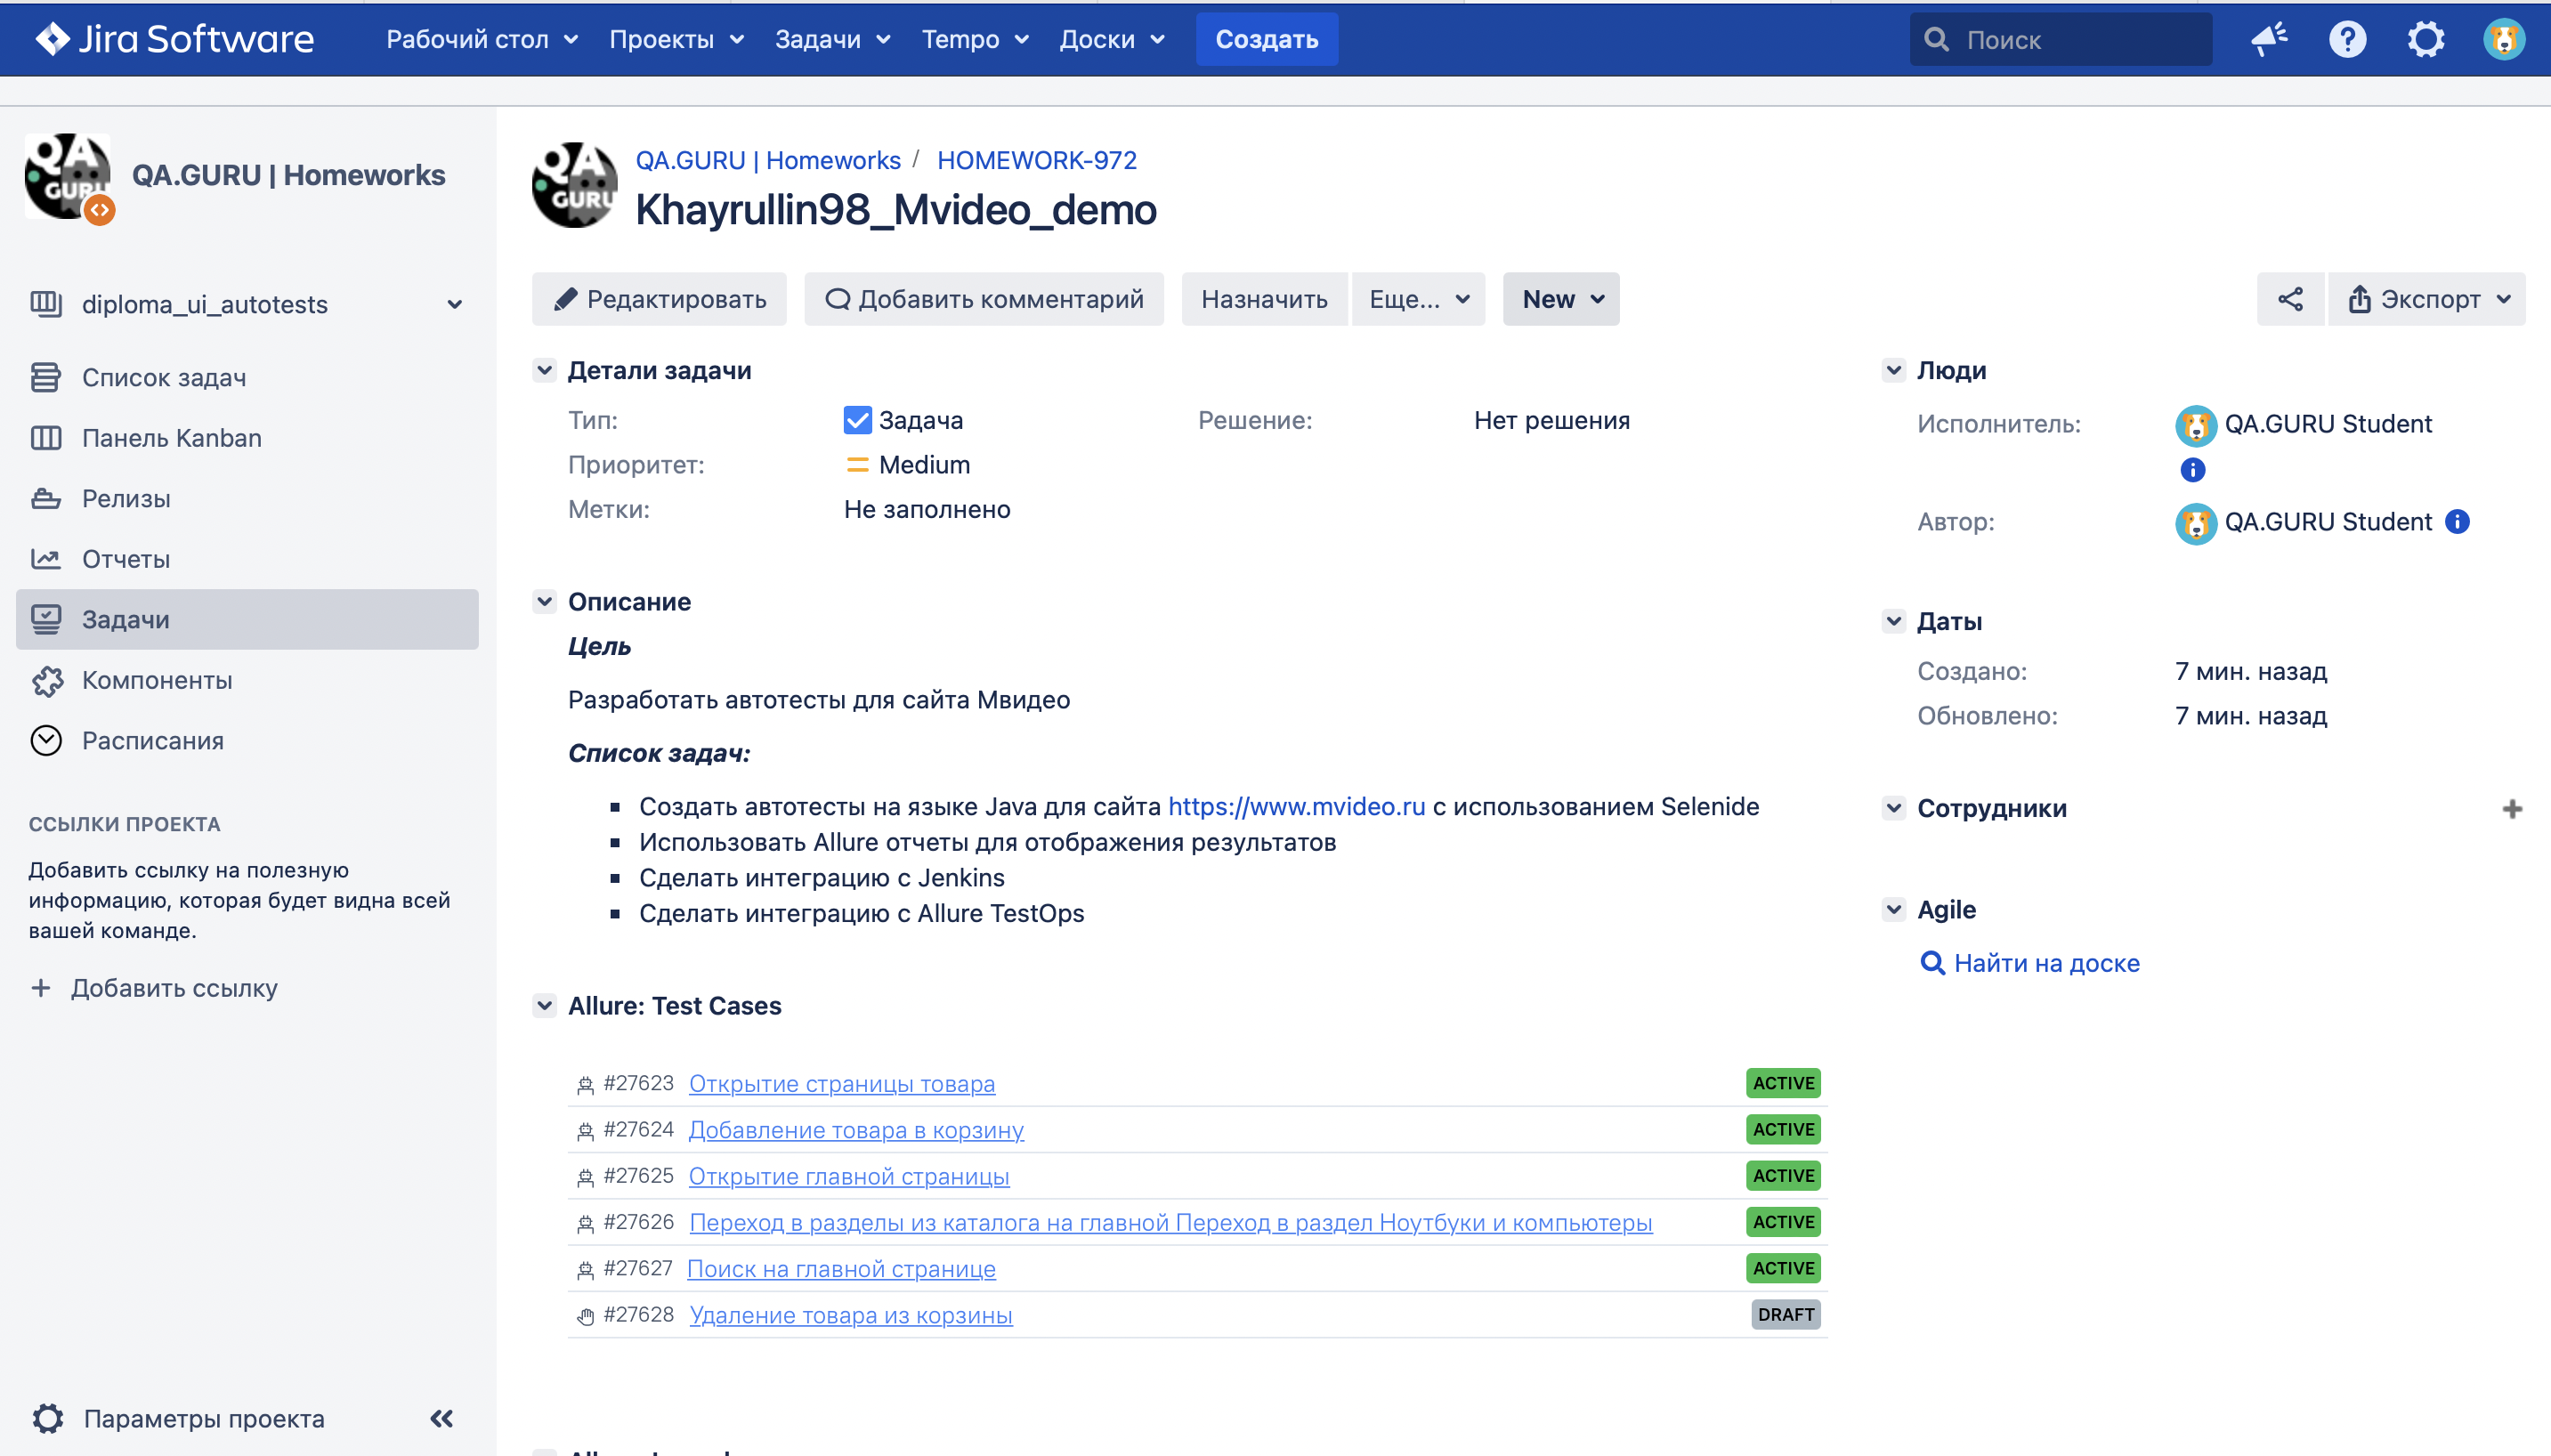 Jira Software
Рабочий стол
Проекты
Задачи
Tempo
Доски
Создать
Поиск
QA.GURU | Homeworks
diploma_ui_autotests
Список задач
Панель Kanban
Релизы
Отчеты
Задачи
Компоненты
Расписания
ССЫЛКИ ПРОЕКТА
Добавить ссылку на полезную
информацию, которая будет видна всей
вашей команде.
+ Добавить ссылку
Параметры проекта
QA GURU
QA.GURU | Homeworks / HOMEWORK-972
Khayrullin98_Mvideo_demo
Редактировать
Добавить комментарий
Назначить
Еще...
New
Экспорт
Детали задачи
Тип: Задача
Решение: Нет решения
Приоритет: Medium
Метки: Не заполнено
Описание
Цель
Разработать автотесты для сайта Мвидео
Список задач:
Создать автотесты на языке Java для сайта https://www.mvideo.ru с использованием Selenide
Использовать Allure отчеты для отображения результатов
Сделать интеграцию с Jenkins
Сделать интеграцию с Allure TestOps
Allure: Test Cases
#27623 Открытие страницы товара ACTIVE
#27624 Добавление товара в корзину ACTIVE
#27625 Открытие главной страницы ACTIVE
#27626 Переход в разделы из каталога на главной Переход в раздел Ноутбуки и компьютеры ACTIVE
#27627 Поиск на главной странице ACTIVE
#27628 Удаление товара из корзины DRAFT
Люди
Исполнитель: QA.GURU Student
Автор: QA.GURU Student
Даты
Создано: 7 мин. назад
Обновлено: 7 мин. назад
Сотрудники
Agile
Найти на доске